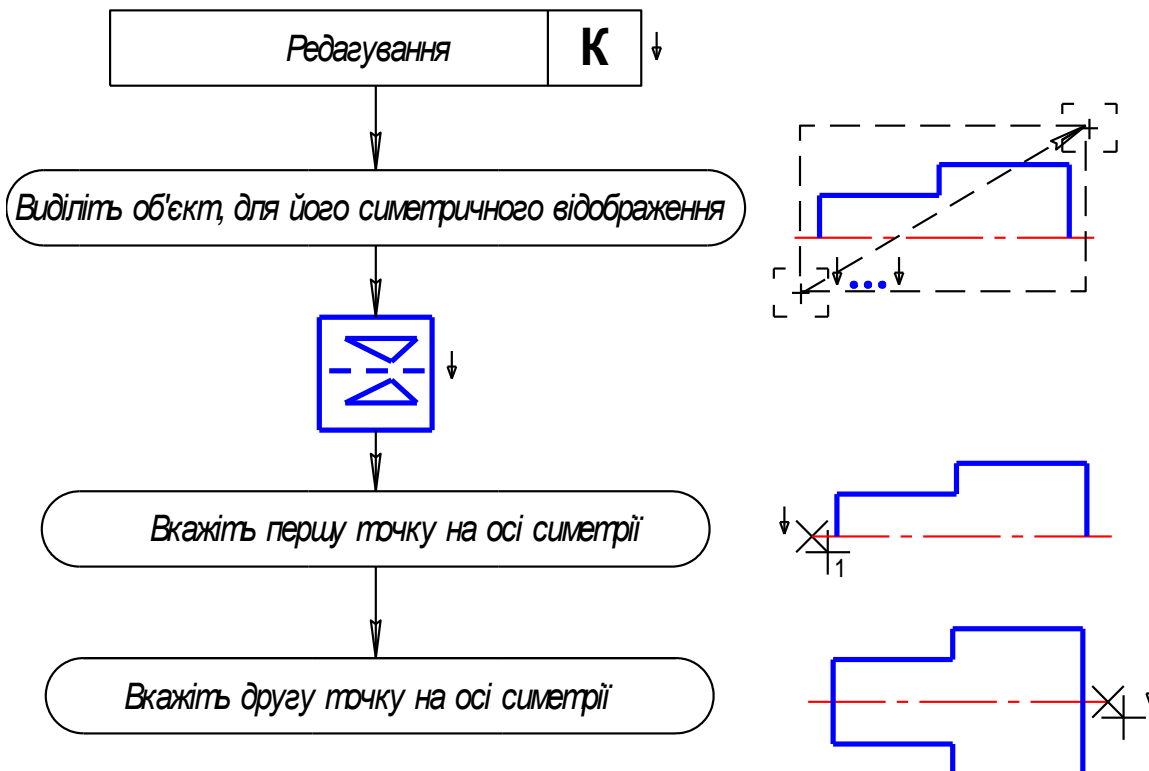 Редагування К
Виділіть об'єкт, для його симетричного відображення
Вкажіть першу точку на осі симетрії
1
Вкажіть другу точку на осі симетрії